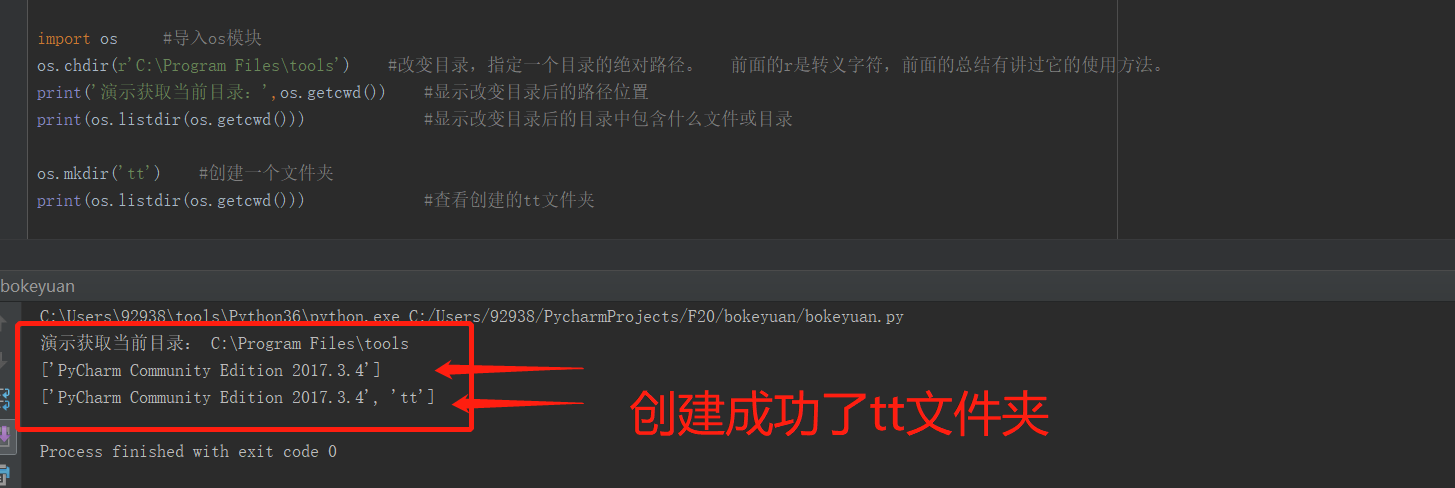 import os #导入os模块
os.chdir(r'C:\Program Files\tools') #改变目录，指定一个目录的绝对路径。 前面的r是转义字符，前面的总结有讲过它的使用方法。
print('演示获取当前目录：',os.getcwd()) #显示改变目录后的路径位置
print(os.listdir(os.getcwd())) #显示改变目录后的目录中包含什么文件或目录
os.mkdir('tt') #创建一个文件夹
print(os.listdir(os.getcwd())) #查看创建的tt文件夹
bokeyuan
C:\Users\92938\tools\Python36\python.exe C:/Users/92938/PycharmProjects/F20/bokeyuan/bokeyuan.py
演示获取当前目录： C:\Program Files\tools
['PyCharm Community Edition 2017.3.4']
['PyCharm Community Edition 2017.3.4', 'tt']
创建成功了tt文件夹
Process finished with exit code 0